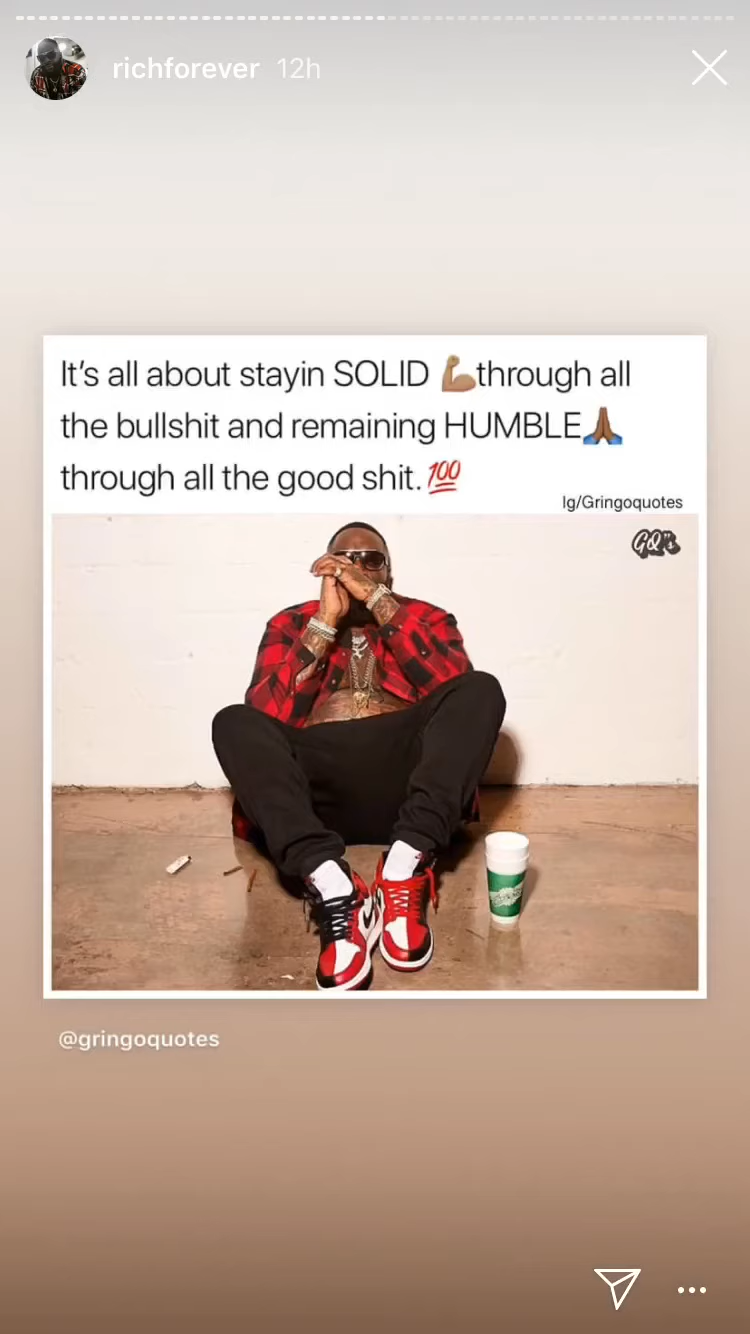 richforever 12h
It's all about stayin SOLID 💪🏽through all
the bullshit and remaining HUMBLE🙏🏾
through all the good shit. 💯
Ig/Gringoquotes
GQ's
@gringoquotes